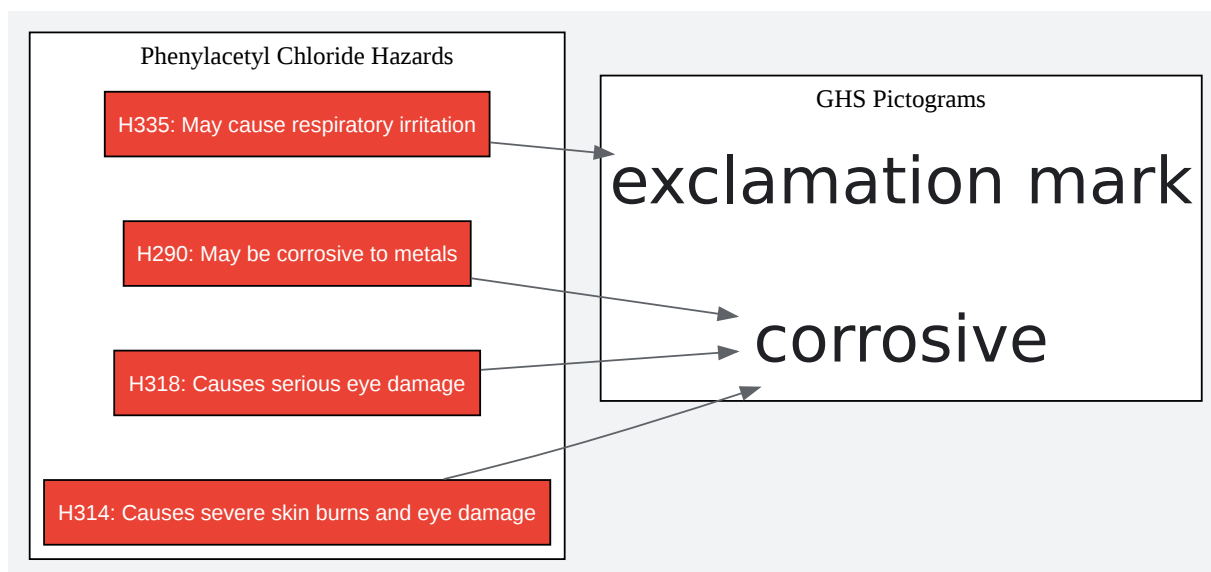 Phenylacetyl Chloride Hazards
H335: May cause respiratory irritation
H290: May be corrosive to metals
H318: Causes serious eye damage
H314: Causes severe skin burns and eye damage
GHS Pictograms
exclamation mark
corrosive